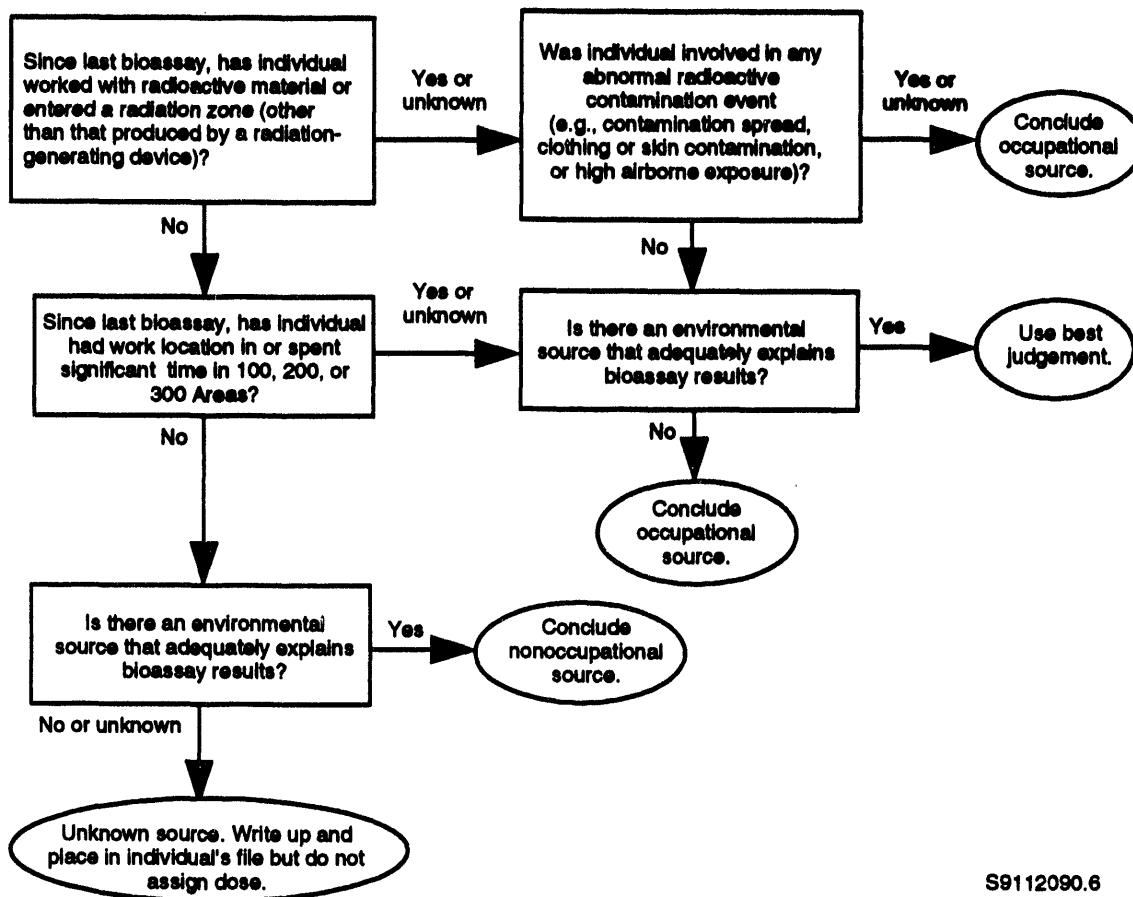 Since last bioassay, has individual
worked with radioactive material or
entered a radiation zone (other
than that produced by a radiation-
generating device)?
Yes or
unknown
Was individual involved in any
abnormal radioactive
contamination event
(e.g., contamination spread,
clothing or skin contamination,
or high airborne exposure)?
Yes or
unknown
Conclude
occupational
source.
No
No
Since last bioassay, has individual
had work location in or spent
significant time in 100, 200, or
300 Areas?
Yes or
unknown
Is there an environmental
source that adequately explains
bioassay results?
Yes
Use best
judgement.
No
No
Conclude
occupational
source.
Is there an environmental
source that adequately explains
bioassay results?
Yes
Conclude
nonoccupational
source.
No or unknown
Unknown source. Write up and
place in individual's file but do not
assign dose.
S9112090.6